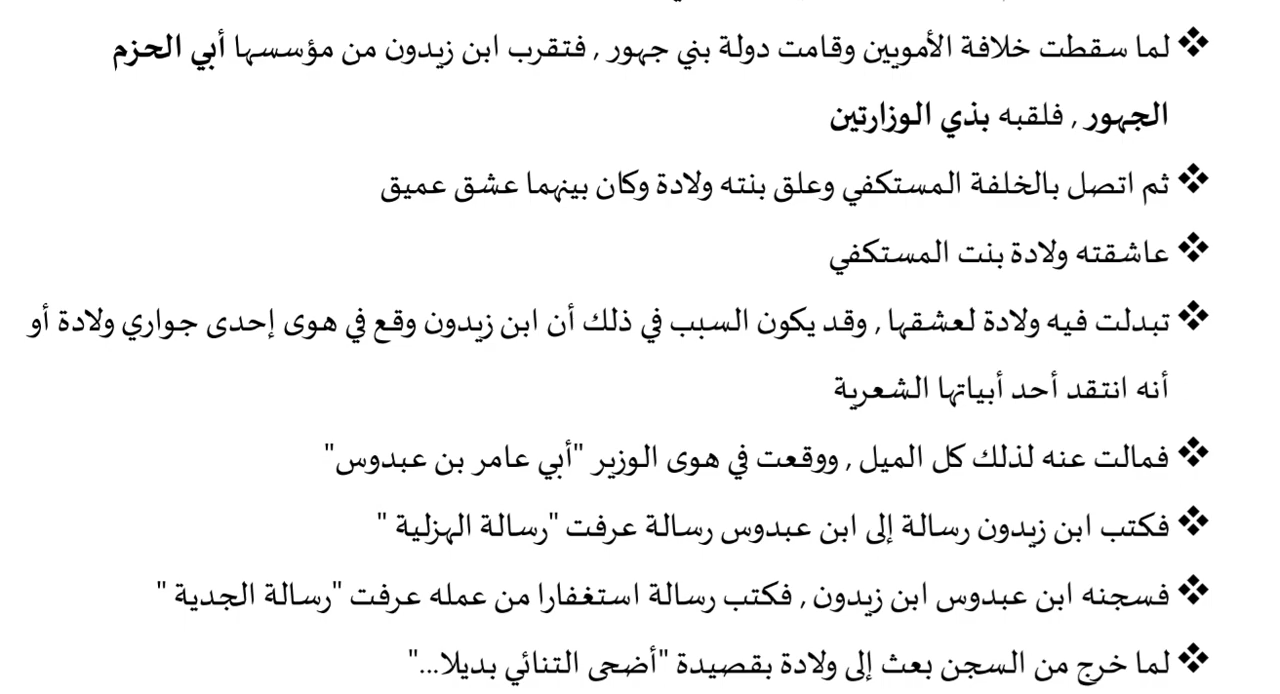 ❖ لما سقطت خلافة الأمويين وقامت دولة بني جهور , فتقرب ابن زيدون من مؤسسها أبي الحزم
الجهور , فلقبه بذي الوزارتين
❖ ثم اتصل بالخلفة المستكفي وعلق بنته ولادة وكان بينهما عشق عميق
❖ عاشقته ولادة بنت المستكفي
❖ تبدلت فيه ولادة لعشقها , وقد يكون السبب في ذلك أن ابن زيدون وقع في هوى إحدى جواري ولادة أو
أنه انتقد أحد أبياتها الشعرية
❖ فمالت عنه لذلك كل الميل , ووقعت في هوى الوزير "أبي عامر بن عبدوس"
❖ فكتب ابن زيدون رسالة إلى ابن عبدوس رسالة عرفت "رسالة الهزلية "
❖ فسجنه ابن عبدوس ابن زيدون , فكتب رسالة استغفارا من عمله عرفت "رسالة الجدية "
❖ لما خرج من السجن بعث إلى ولادة بقصيدة "أضحى التنائي بديلا..."